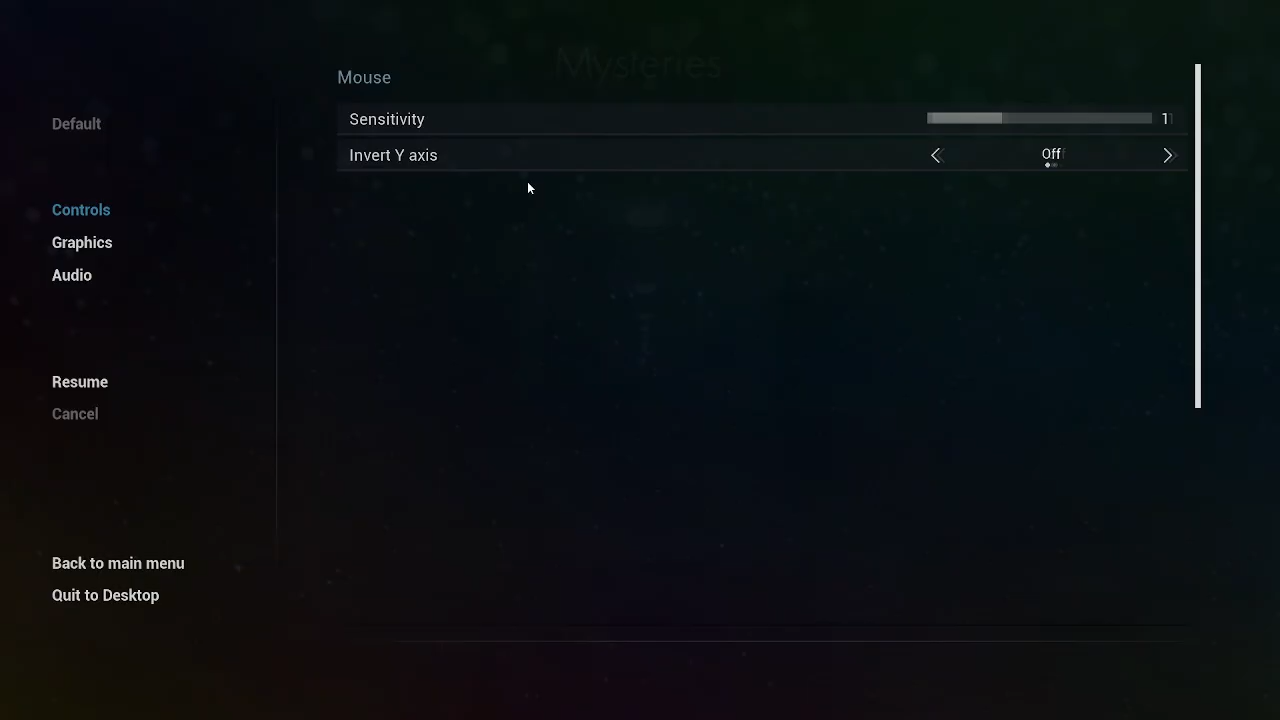 Mysteries
Mouse
Sensitivity 1
Invert Y axis Off
Default
Controls
Graphics
Audio
Resume
Cancel
Back to main menu
Quit to Desktop